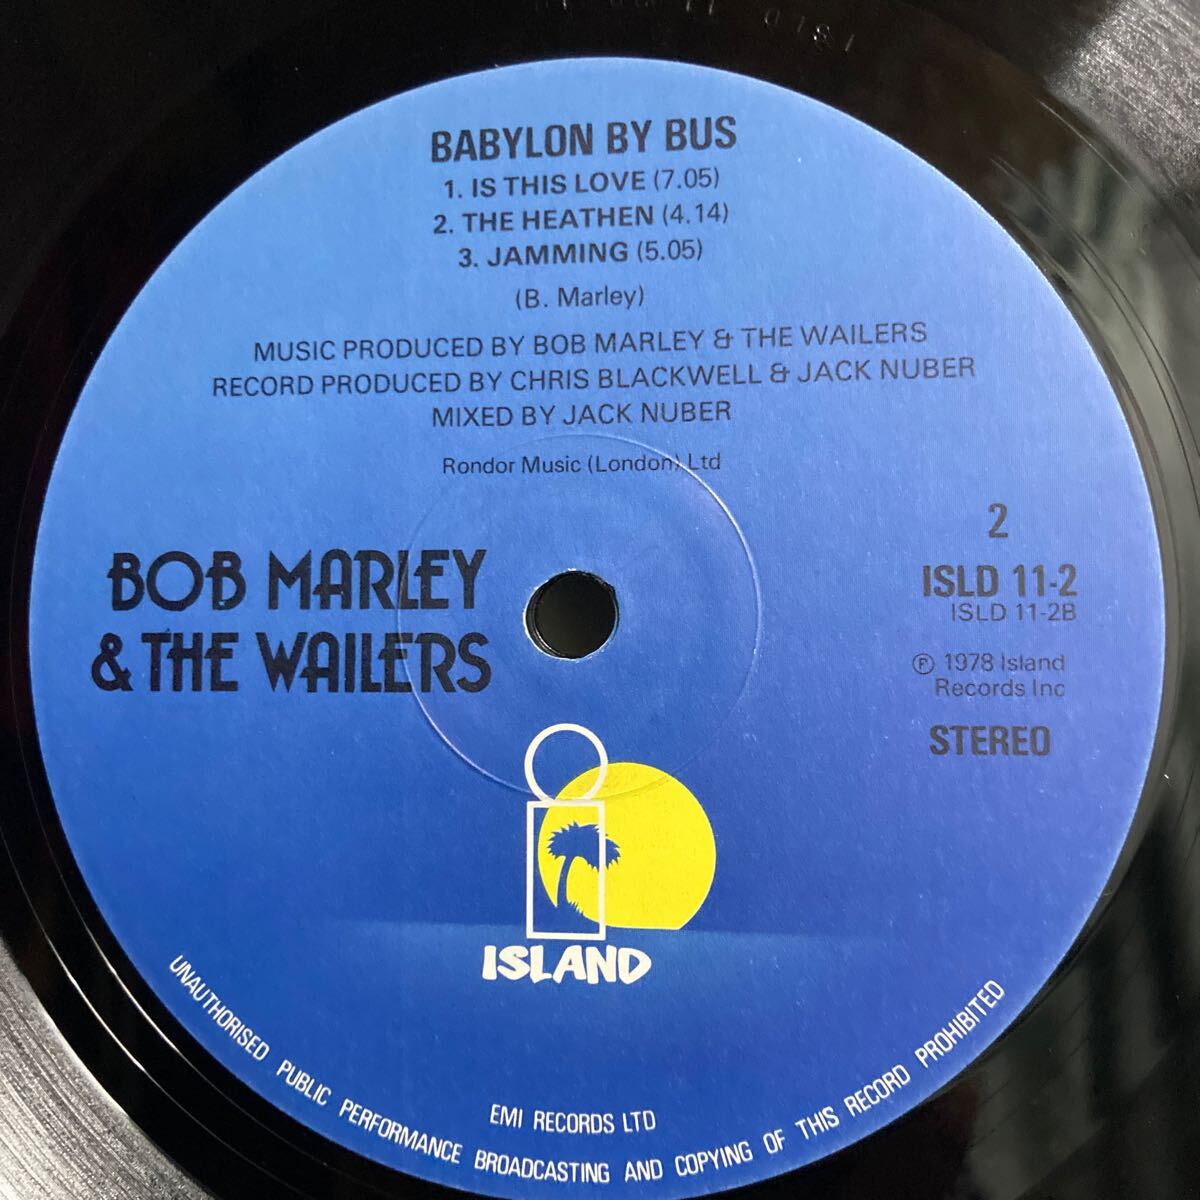 BABYLON BY BUS
1. IS THIS LOVE (7.05)
2. THE HEATHEN (4.14)
3. JAMMING (5.05)
(B. Marley)
MUSIC PRODUCED BY BOB MARLEY & THE WAILERS
RECORD PRODUCED BY CHRIS BLACKWELL & JACK NUBER
MIXED BY JACK NUBER
Rondor Music (London) Ltd
BOB MARLEY
& THE WAILERS
2
ISLD 11-2
ISLD 11-2B
Ⓟ 1978 Island
Records Inc
STEREO
ISLAND
EMI RECORDS LTD
UNAUTHORISED PUBLIC PERFORMANCE BROADCASTING AND COPYING OF THIS RECORD PROHIBITED